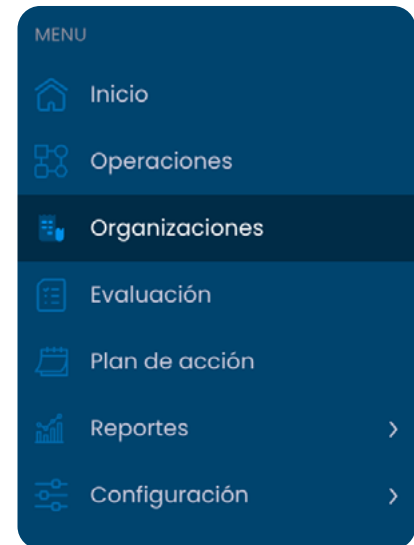 MENU
Inicio
Operaciones
Organizaciones
Evaluación
Plan de acción
Reportes
Configuración